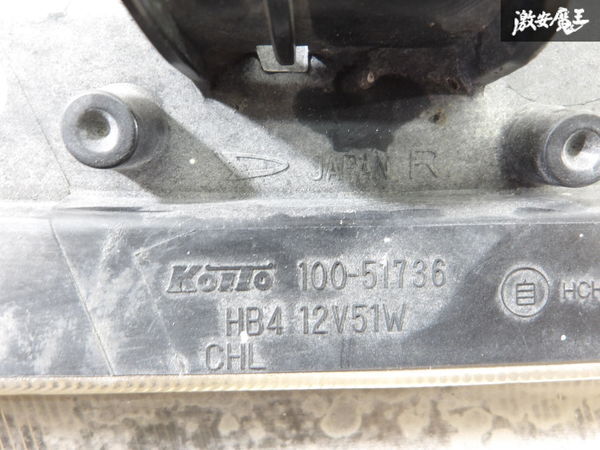 激安魔王
JAPAN R
KOITO 100-51736
HB4 12V51W
自 HCH
CHL